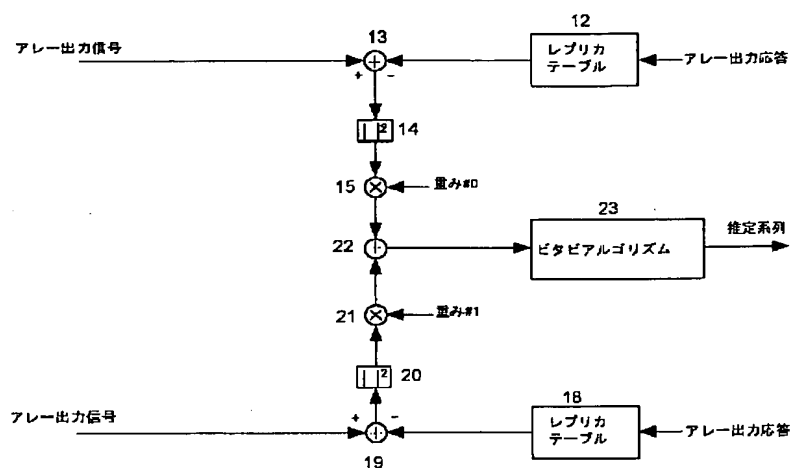 12
13
アレー出力信号
レプリカ
テーブル
アレー出力応答
+
-
2
14
15
重み#0
23
22
ビタビアルゴリズム
推定系列
21
重み#1
2
20
18
アレー出力信号
+
-
レプリカ
テーブル
アレー出力応答
19